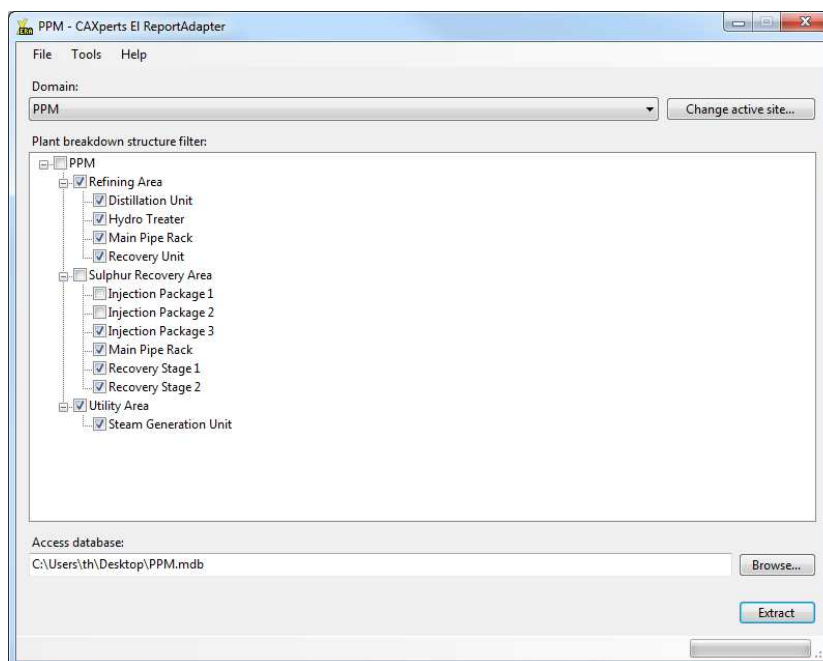 PPM - CAXperts EI ReportAdapter
File Tools Help
Domain:
PPM
Change active site...
Plant breakdown structure filter:
PPM
Refining Area
Distillation Unit
Hydro Treater
Main Pipe Rack
Recovery Unit
Sulphur Recovery Area
Injection Package 1
Injection Package 2
Injection Package 3
Main Pipe Rack
Recovery Stage 1
Recovery Stage 2
Utility Area
Steam Generation Unit
Access database:
C:\Users\th\Desktop\PPM.mdb
Browse...
Extract